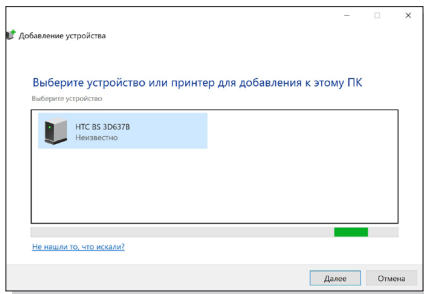 Добавление устройства
Выберите устройство или принтер для добавления к этому ПК
Выберите устройство
HTC BS 3D637B
Неизвестно
Не нашли то, что искали?
Далее
Отмена